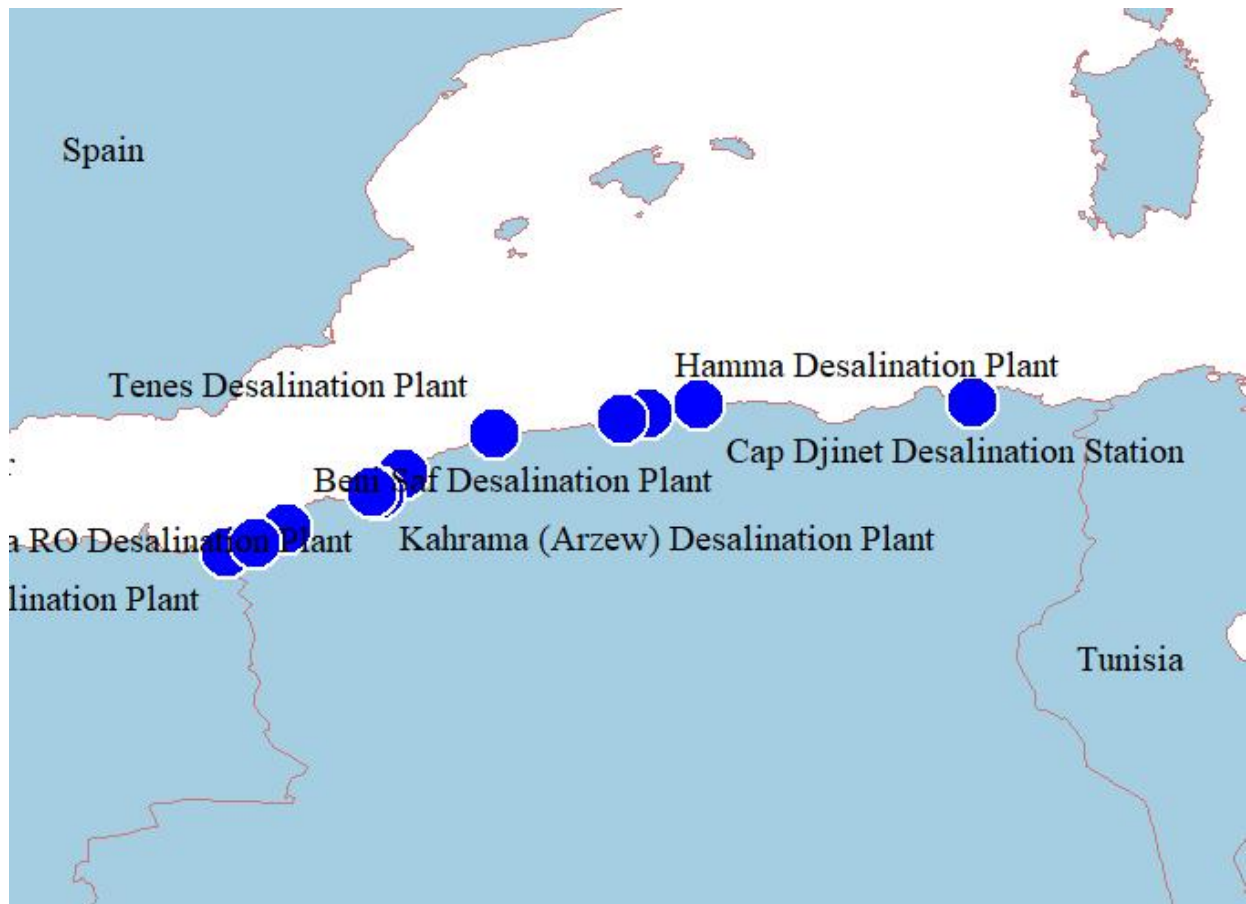 Spain
Hamma Desalination Plant
Tenes Desalination Plant
Cap Djinet Desalination Station
Beni Saf Desalination Plant
a RO Desalination Plant
Kahrama (Arzew) Desalination Plant
lination Plant
Tunisia